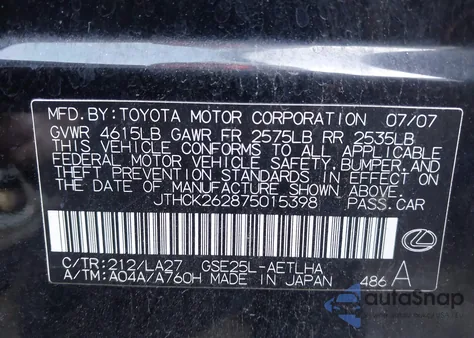 MFD. BY: TOYOTA MOTOR CORPORATION 07/07
GVWR 4615LB GAWR FR 2575LB RR 2535LB
THIS VEHICLE CONFORMS TO ALL APPLICABLE
FEDERAL MOTOR VEHICLE SAFETY, BUMPER, AND
THEFT PREVENTION STANDARDS IN EFFECT ON
THE DATE OF MANUFACTURE SHOWN ABOVE.
JTHCK262875015398 PASS.CAR
C/TR: 212/LA27 GSE25L-AETLHA
A/TM: A04A/A760H MADE IN JAPAN 486 A
autoSnap